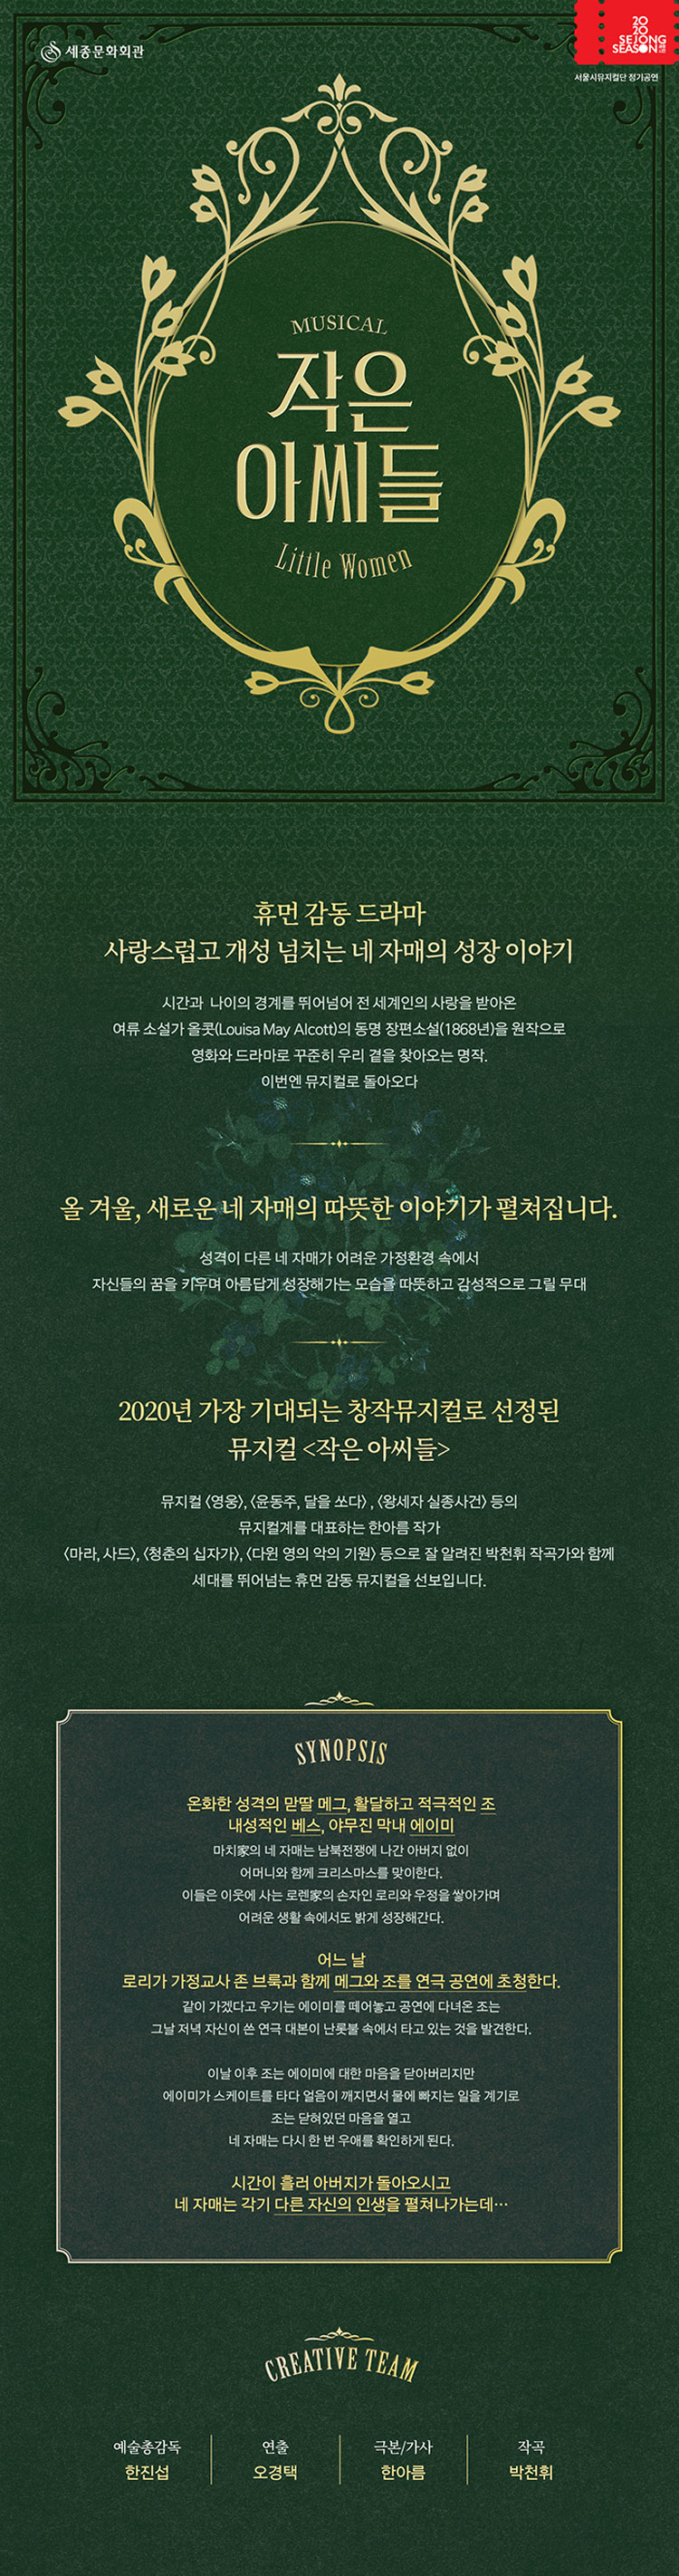 세종문화회관
20
20
SEJONG
SEASON
서울시뮤지컬단 정기공연
MUSICAL
작은
아씨들
Little Women
휴먼 감동 드라마
사랑스럽고 개성 넘치는 네 자매의 성장 이야기
시간과 나이의 경계를 뛰어넘어 전 세계인의 사랑을 받아온
여류 소설가 올콧(Louisa May Alcott)의 동명 장편소설(1868년)을 원작으로
영화와 드라마로 꾸준히 우리 곁을 찾아오는 명작.
이번엔 뮤지컬로 돌아오다
올 겨울, 새로운 네 자매의 따뜻한 이야기가 펼쳐집니다.
성격이 다른 네 자매가 어려운 가정환경 속에서
자신들의 꿈을 키우며 아름답게 성장해가는 모습을 따뜻하고 감성적으로 그릴 무대
2020년 가장 기대되는 창작뮤지컬로 선정된
뮤지컬 <작은 아씨들>
뮤지컬 〈영웅〉, 〈윤동주, 달을 쏘다〉 , 〈왕세자 실종사건〉 등의
뮤지컬계를 대표하는 한아름 작가
〈마라, 사드〉, 〈청춘의 십자가〉, 〈다윈 영의 악의 기원〉 등으로 잘 알려진 박천휘 작곡가와 함께
세대를 뛰어넘는 휴먼 감동 뮤지컬을 선보입니다.
SYNOPSIS
온화한 성격의 맏딸 메그, 활달하고 적극적인 조
내성적인 베스, 야무진 막내 에이미
마치家의 네 자매는 남북전쟁에 나간 아버지 없이
어머니와 함께 크리스마스를 맞이한다.
이들은 이웃에 사는 로렌家의 손자인 로리와 우정을 쌓아가며
어려운 생활 속에서도 밝게 성장해간다.
어느 날
로리가 가정교사 존 브룩과 함께 메그와 조를 연극 공연에 초청한다.
같이 가겠다고 우기는 에이미를 떼어놓고 공연에 다녀온 조는
그날 저녁 자신이 쓴 연극 대본이 난롯불 속에서 타고 있는 것을 발견한다.
이날 이후 조는 에이미에 대한 마음을 닫아버리지만
에이미가 스케이트를 타다 얼음이 깨지면서 물에 빠지는 일을 계기로
조는 닫혀있던 마음을 열고
네 자매는 다시 한 번 우애를 확인하게 된다.
시간이 흘러 아버지가 돌아오시고
네 자매는 각기 다른 자신의 인생을 펼쳐나가는데…
CREATIVE TEAM
예술총감독 연출 극본/가사 작곡
한진섭 오경택 한아름 박천휘